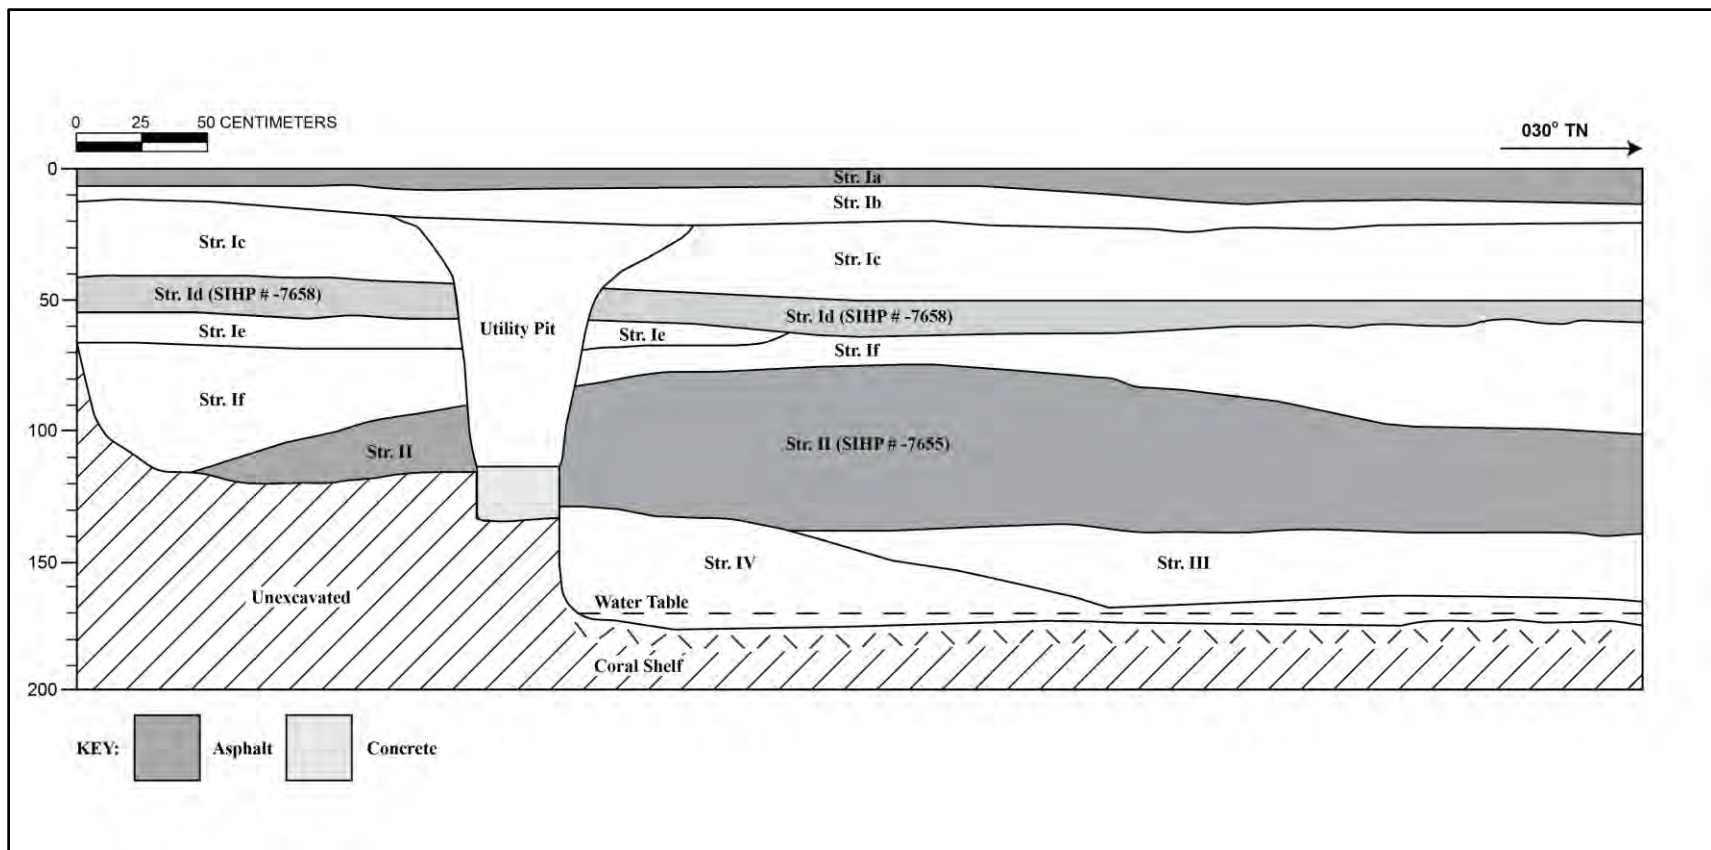 0 25 50 CENTIMETERS
030° TN
0
Str. Ia
Str. Ib
Str. Ic
Str. Ic
50
Str. Id (SIHP # -7658)
Str. Id (SIHP # -7658)
Utility Pit
Str. Ie
Str. Ie
Str. If
Str. If
100
Str. II
Str. II (SIHP # -7655)
150
Str. IV
Str. III
Unexcavated
Water Table
Coral Shelf
200
KEY: Asphalt Concrete